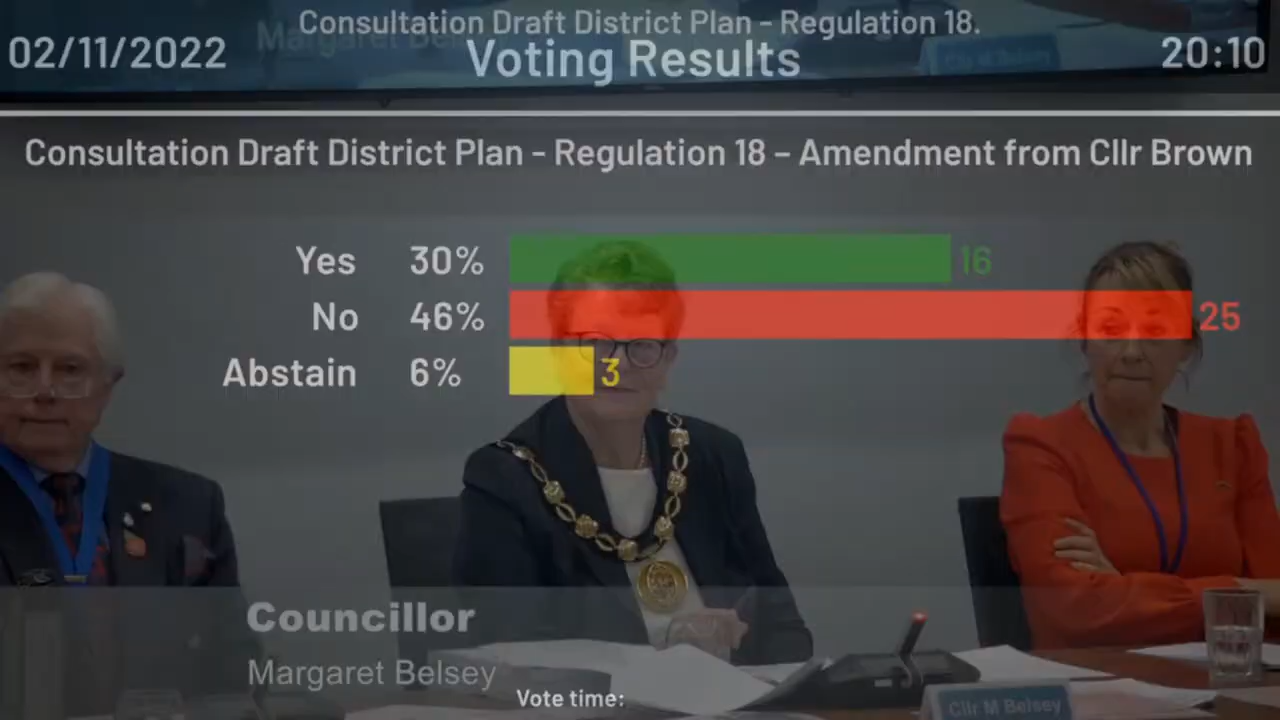 Consultation Draft District Plan - Regulation 18.
02/11/2022
Voting Results
20:10
Consultation Draft District Plan - Regulation 18 – Amendment from Cllr Brown
Yes 30% 16
No 46% 25
Abstain 6% 3
Councillor
Margaret Belsey
Vote time:
Cllr M Belsey